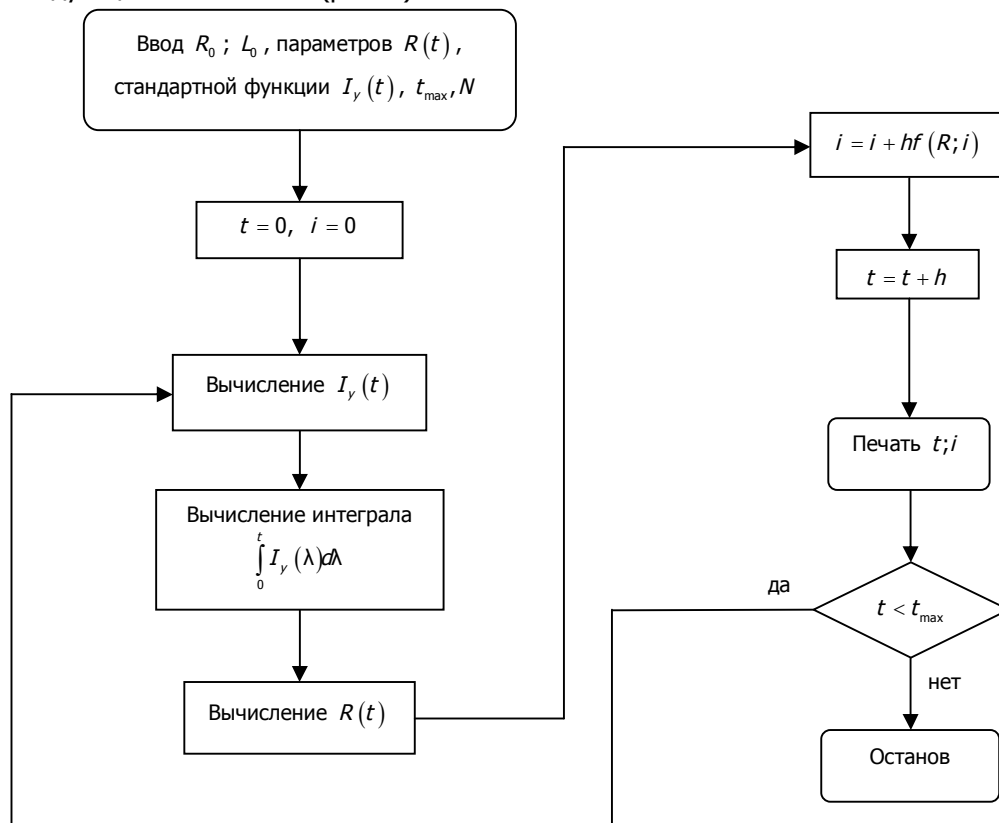 Ввод R₀ ; L₀ , параметров R(t) ,
стандартной функции I_y(t) , t_max , N
t = 0, i = 0
Вычисление I_y(t)
Вычисление интеграла
∫₀ᵗ I_y(λ)dλ
Вычисление R(t)
i = i + hf(R; i)
t = t + h
Печать t;i
да
t < t_max
нет
Останов